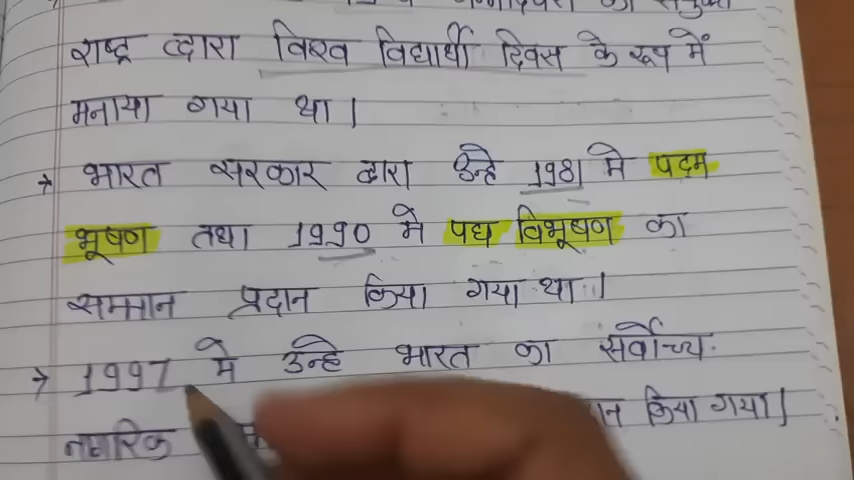 राष्ट्र द्वारा विश्व विद्यार्थी दिवस के रूप में
मनाया गया था।
→ भारत सरकार द्वारा उन्हे 1981 मे पदम
भूषण तथा 1990 मे पद्म विभूषण का
सम्मान प्रदान किया गया था।
→ 1997 मे उन्हे भारत का सर्वोच्च
नागरिक किया गया।